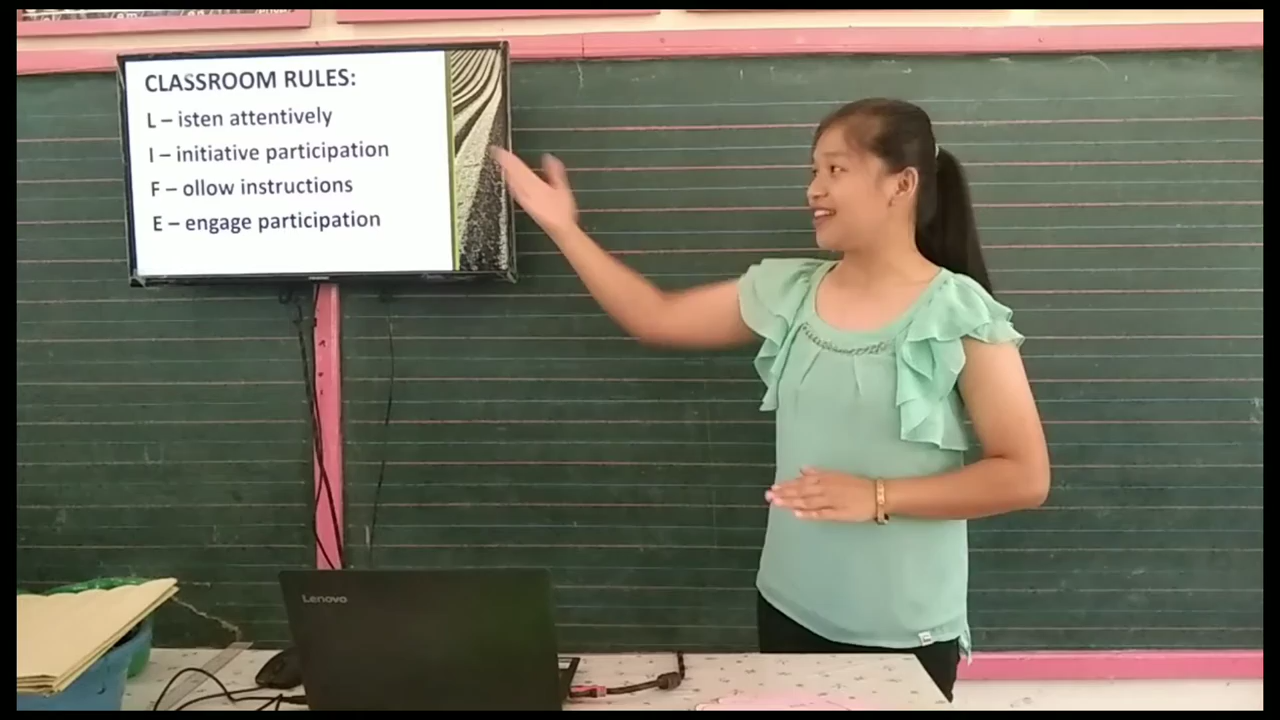 CLASSROOM RULES:
L – isten attentively
I – initiative participation
F – ollow instructions
E – engage participation
Lenovo